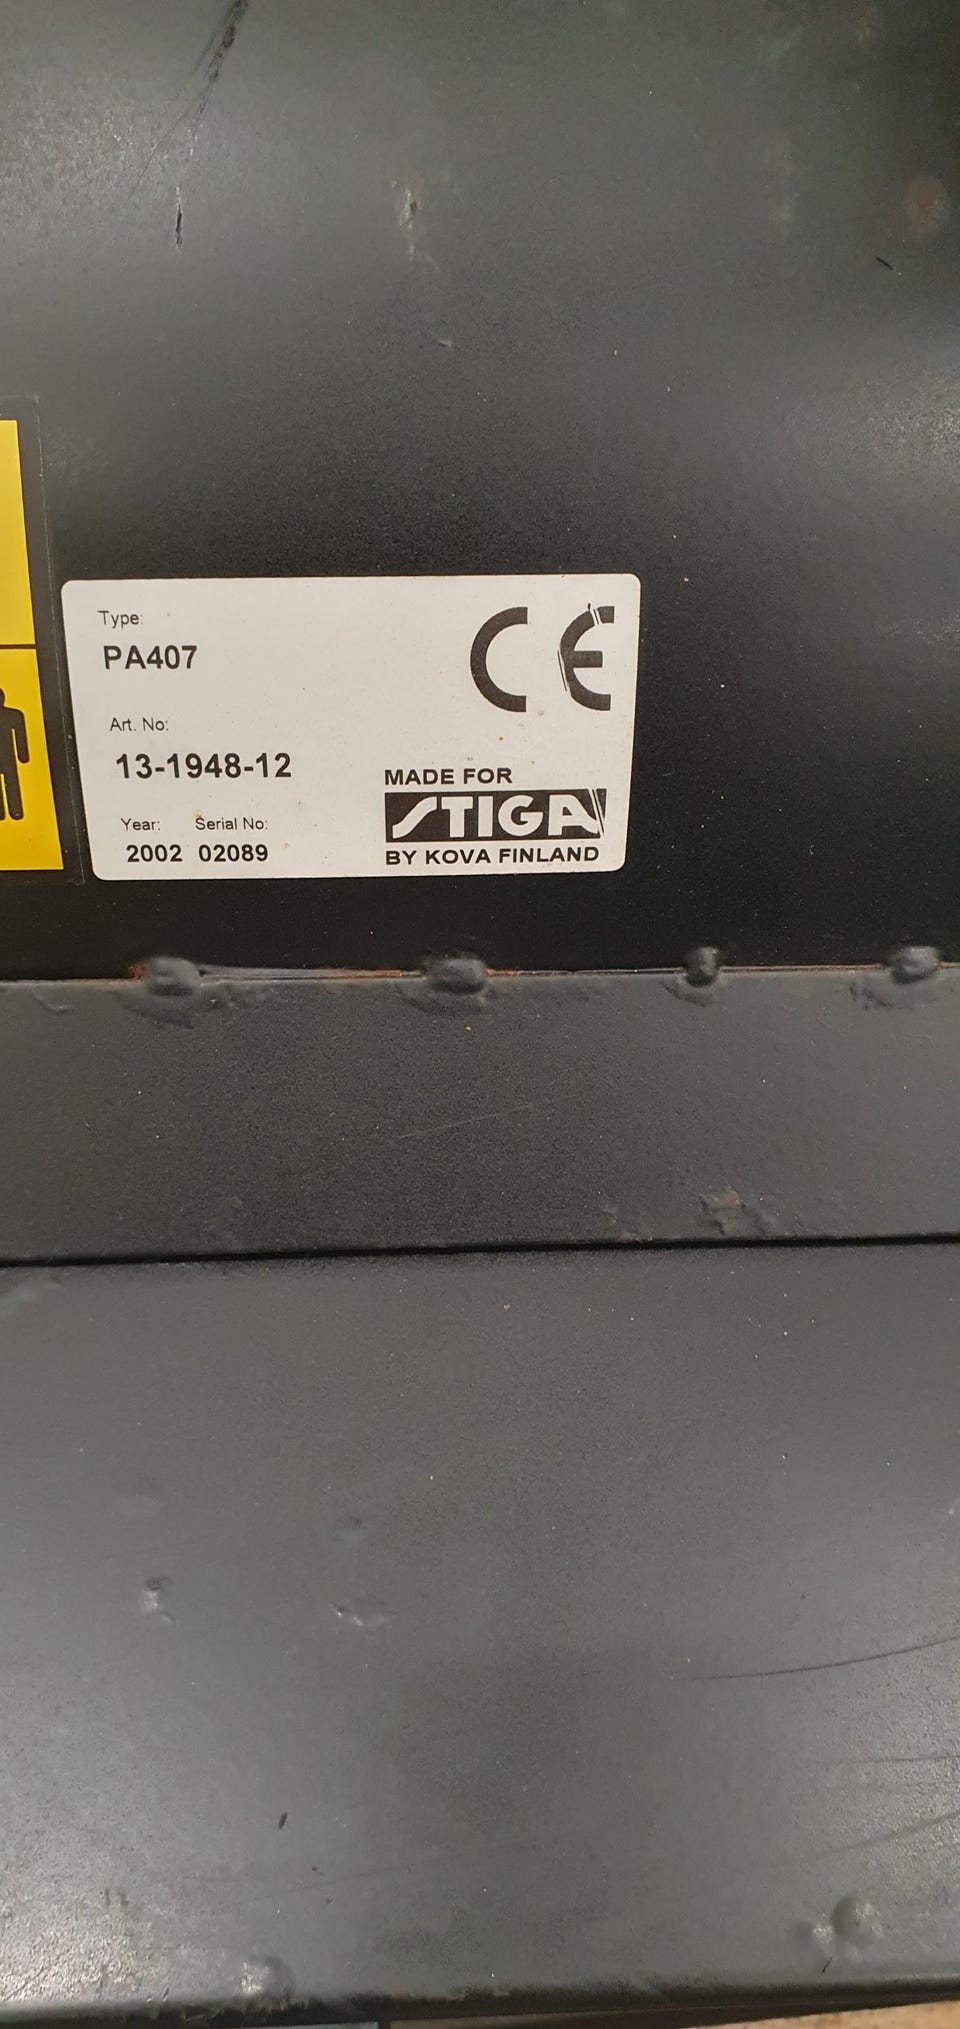 Type:
PA407
CE
Art. No:
13-1948-12
MADE FOR
STIGA
Year: Serial No:
2002 02089
BY KOVA FINLAND